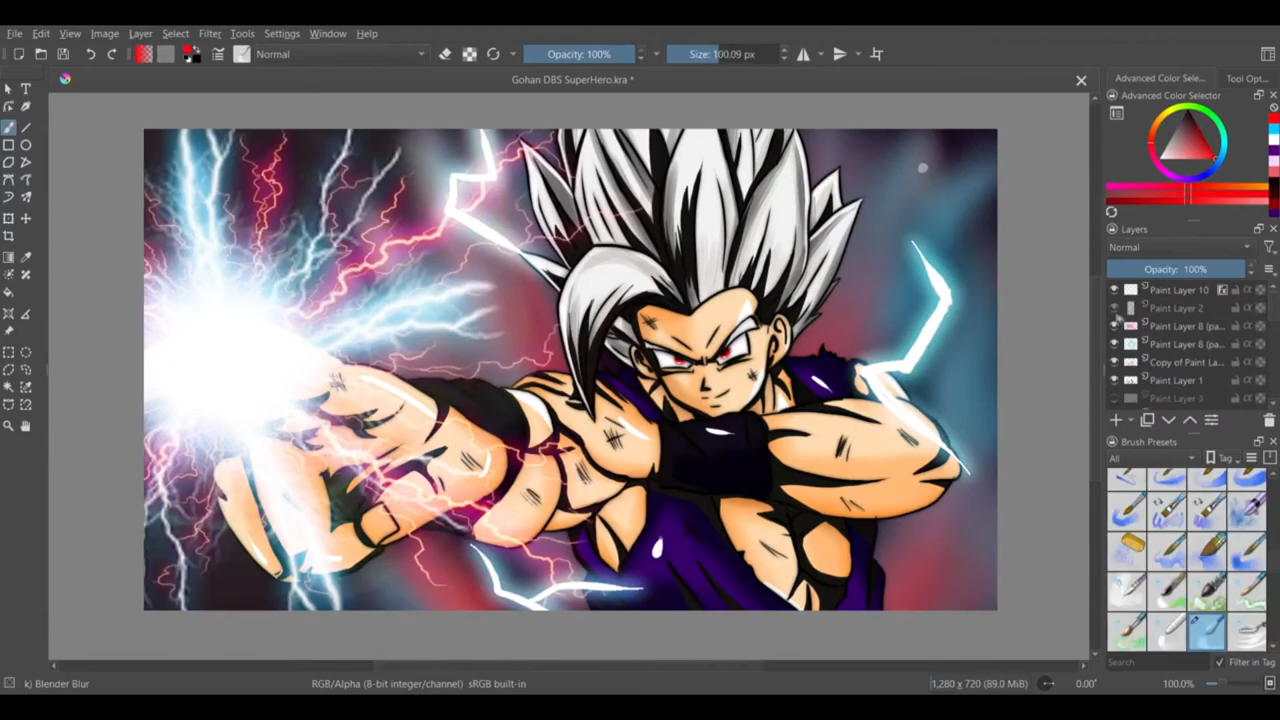 File Edit View Image Layer Select Filter Tools Settings Window Help
Normal
Opacity: 100%
Size: 100.09 px
Gohan DBS SuperHero.kra *
Advanced Color Sele...
Tool Opt...
Advanced Color Selector
Layers
Normal
Opacity: 100%
Paint Layer 10
Paint Layer 2
Paint Layer 8 (pa...
Paint Layer 8 (pa...
Copy of Paint La...
Paint Layer 1
Paint Layer 3
Brush Presets
All
Tag
Search
Filter in Tag
k) Blender Blur
RGB/Alpha (8-bit integer/channel) sRGB built-in
1,280 x 720 (89.0 MiB)
0.00°
100.0%